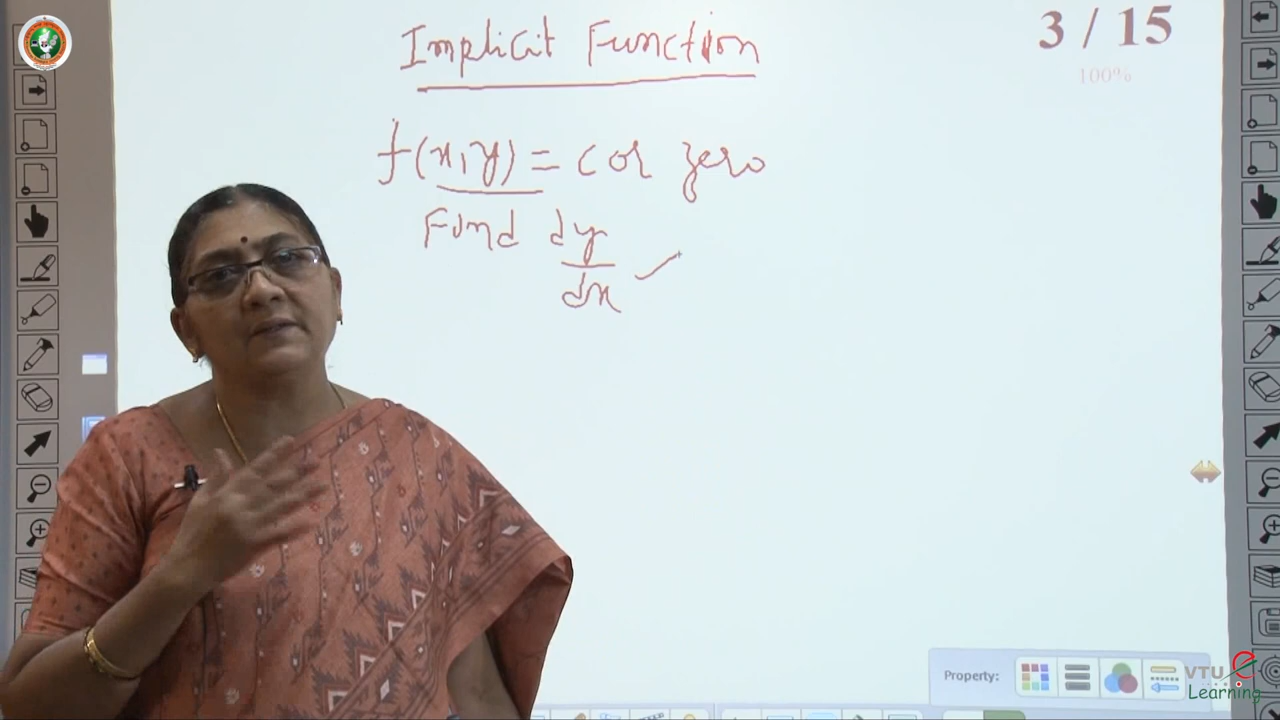 Implicit Function
3 / 15
100%
f(x,y) = c or zero
Find dy
dx
Property:
VTU e
Learning